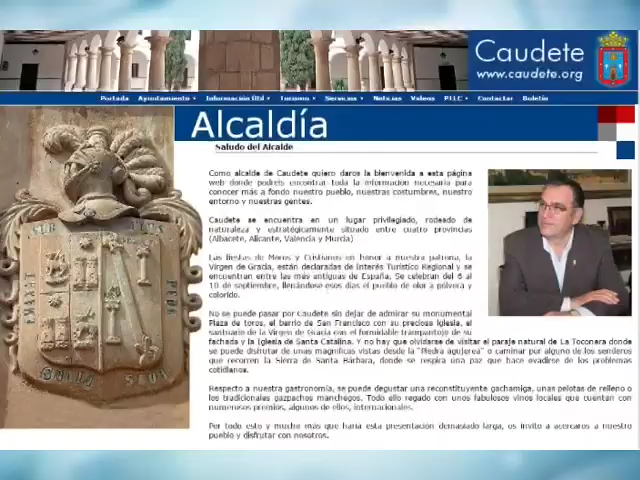 Caudete
www.caudete.org
Portada Ayuntamiento Información Útil Turismo Servicios Noticias Videos P.I.J.C. Contactar Boletín
Alcaldía
Saludo del Alcalde
Como alcalde de Caudete quiero daros la bienvenida a esta página
web donde podréis encontrar toda la información necesaria para
conocer más a fondo nuestro pueblo, nuestras costumbres, nuestro
entorno y nuestras gentes.
Caudete se encuentra en un lugar privilegiado, rodeado de
naturaleza y estratégicamente situado entre cuatro provincias
(Albacete, Alicante, Valencia y Murcia)
Las fiestas de Moros y Cristianos en honor a nuestra patrona, la
Virgen de Gracia, están declaradas de Interés Turístico Regional y se
encuentran entre las más antiguas de España. Se celebran del 6 al
10 de septiembre, llenándose esos días el pueblo de olor a pólvora y
colorido.
No se puede pasar por Caudete sin dejar de admirar su monumental
Plaza de toros, el barrio de San Francisco con su preciosa iglesia, el
santuario de la Virgen de Gracia con el formidable trampantojo de su
fachada y la Iglesia de Santa Catalina. Y no hay que olvidarse de visitar el paraje natural de La Toconera donde
se puede disfrutar de unas magníficas vistas desde la "Piedra agujereá" o caminar por alguno de los senderos
que recorren la Sierra de Santa Bárbara, donde se respira una paz que hace evadirse de los problemas
cotidianos.
Respecto a nuestra gastronomía, se puede degustar una reconstituyente gachamiga, unas pelotas de relleno o
los tradicionales gazpachos manchegos. Todo ello regado con unos fabulosos vinos locales que cuentan con
numerosos premios, algunos de ellos, internacionales.
Por todo esto y mucho más que haría esta presentación demasiado larga, os invito a acercaros a nuestro
pueblo y disfrutar con nosotros.